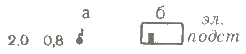 а б эл.
2,0 0,8 подст